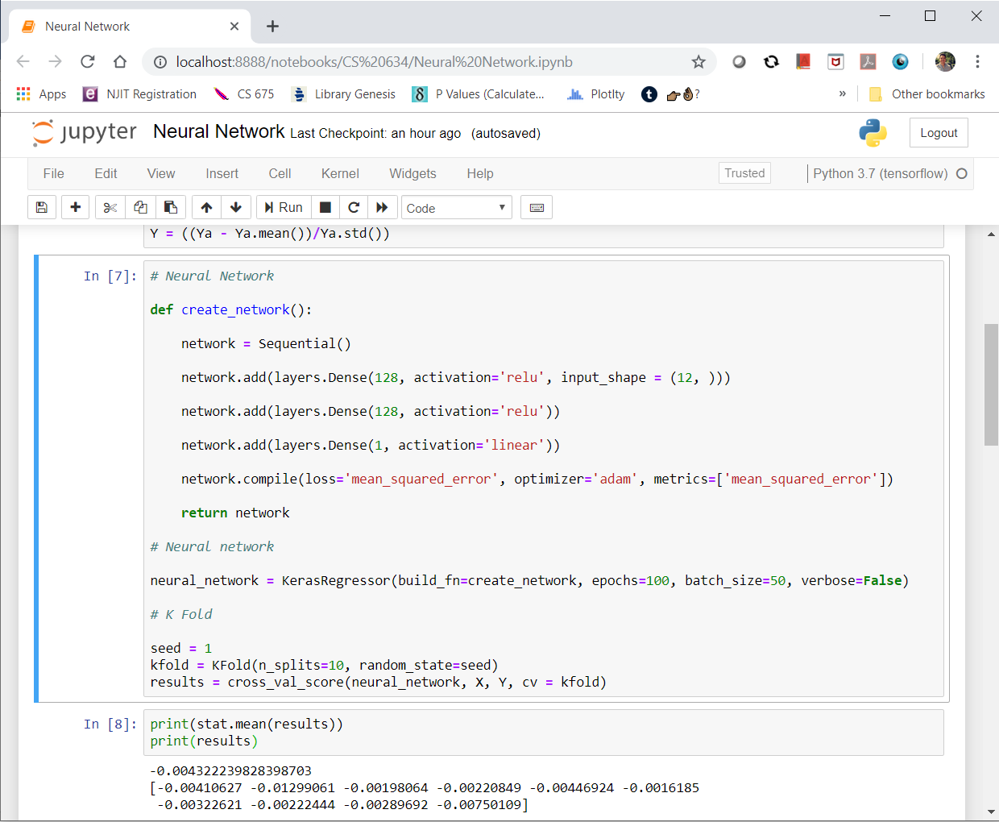 Neural Network
localhost:8888/notebooks/CS%20634/Neural%20Network.ipynb
Apps
NJIT Registration
CS 675
Library Genesis
P Values (Calculate...
Plotlty
?
»
Other bookmarks
jupyter Neural Network Last Checkpoint: an hour ago (autosaved)
Logout
File Edit View Insert Cell Kernel Widgets Help
Trusted
Python 3.7 (tensorflow)
Run
Code
Y = ((Ya - Ya.mean())/Ya.std())
In [7]:
# Neural Network
def create_network():
network = Sequential()
network.add(layers.Dense(128, activation='relu', input_shape = (12, )))
network.add(layers.Dense(128, activation='relu'))
network.add(layers.Dense(1, activation='linear'))
network.compile(loss='mean_squared_error', optimizer='adam', metrics=['mean_squared_error'])
return network
# Neural network
neural_network = KerasRegressor(build_fn=create_network, epochs=100, batch_size=50, verbose=False)
# K Fold
seed = 1
kfold = KFold(n_splits=10, random_state=seed)
results = cross_val_score(neural_network, X, Y, cv = kfold)
In [8]:
print(stat.mean(results))
print(results)
-0.004322239828398703
[-0.00410627 -0.01299061 -0.00198064 -0.00220849 -0.00446924 -0.0016185
-0.00322621 -0.00222444 -0.00289692 -0.00750109]